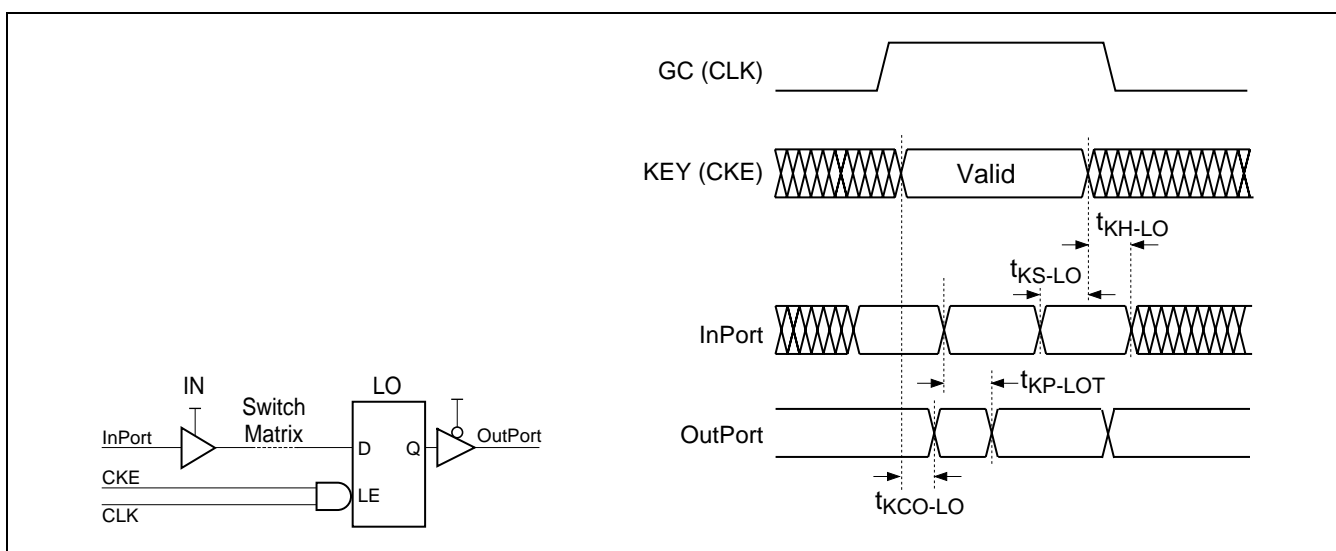 GC (CLK)
KEY (CKE)
Valid
tKH-LO
tKS-LO
InPort
tKP-LOT
OutPort
tKCO-LO
IN
LO
Switch
Matrix
InPort
D
Q
OutPort
CKE
LE
CLK